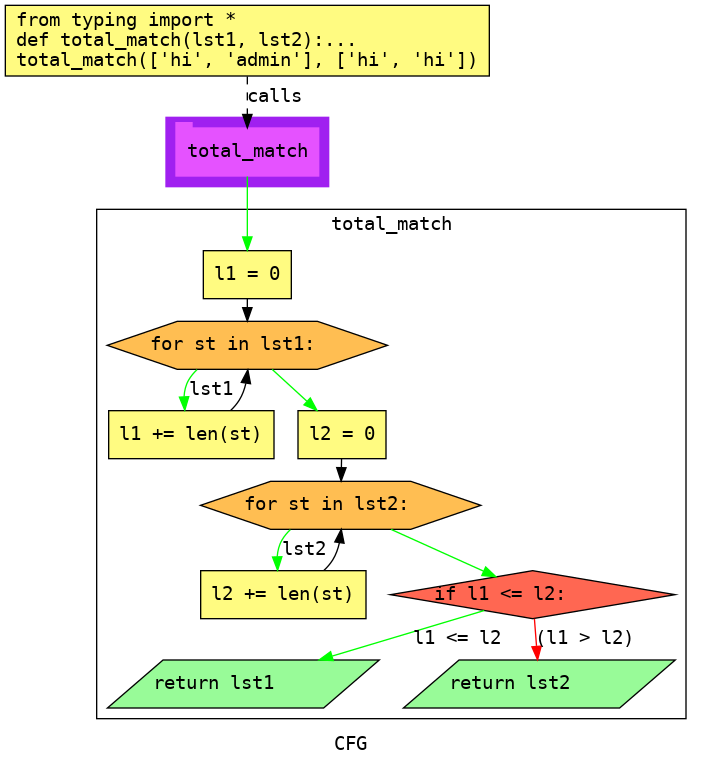 from typing import *
def total_match(lst1, lst2):...
total_match(['hi', 'admin'], ['hi', 'hi'])
calls
total_match
total_match
l1 = 0
for st in lst1:
lst1
l1 += len(st)
l2 = 0
for st in lst2:
lst2
l2 += len(st)
if l1 <= l2:
l1 <= l2
(l1 > l2)
return lst1
return lst2
CFG